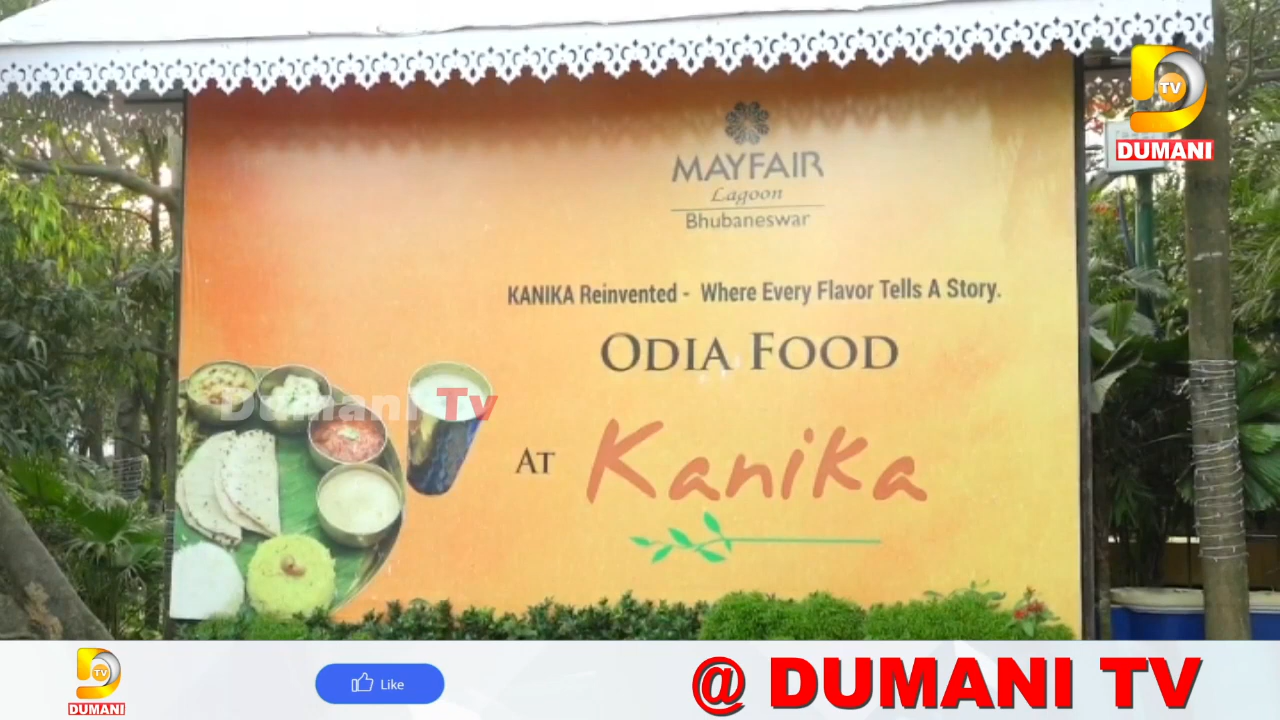 TV
DUMANI
MAYFAIR
Lagoon
Bhubaneswar
KANIKA Reinvented - Where Every Flavor Tells A Story.
ODIA FOOD
Dumani Tv
AT Kanika
TV
DUMANI
Like
@ DUMANI TV